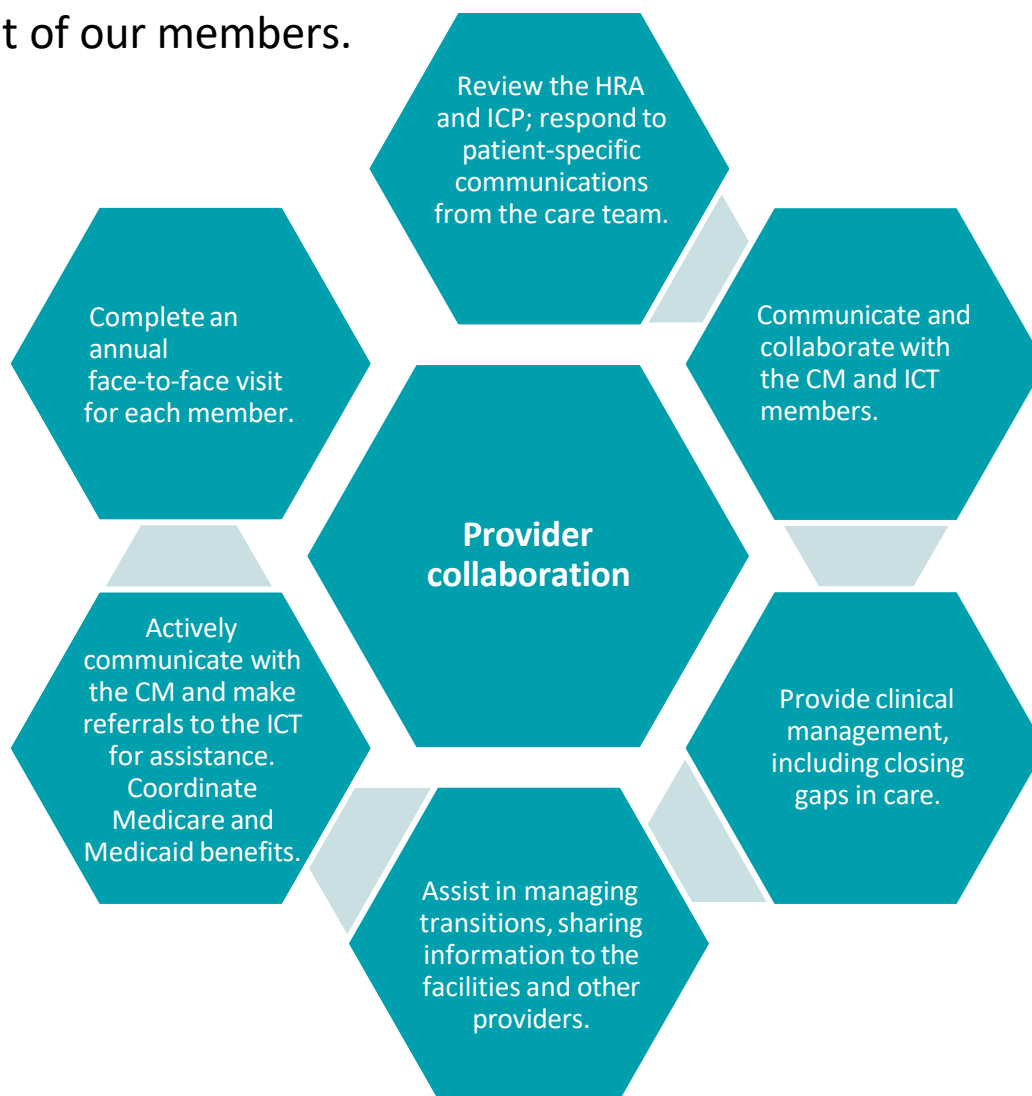 t of our members.
Review the HRA
and ICP; respond to
patient-specific
communications
from the care team.
Communicate and
collaborate with
the CM and ICT
members.
Provide clinical
management,
including closing
gaps in care.
Assist in managing
transitions, sharing
information to the
facilities and other
providers.
Actively
communicate with
the CM and make
referrals to the ICT
for assistance.
Coordinate
Medicare and
Medicaid benefits.
Complete an
annual
face-to-face visit
for each member.
Provider
collaboration